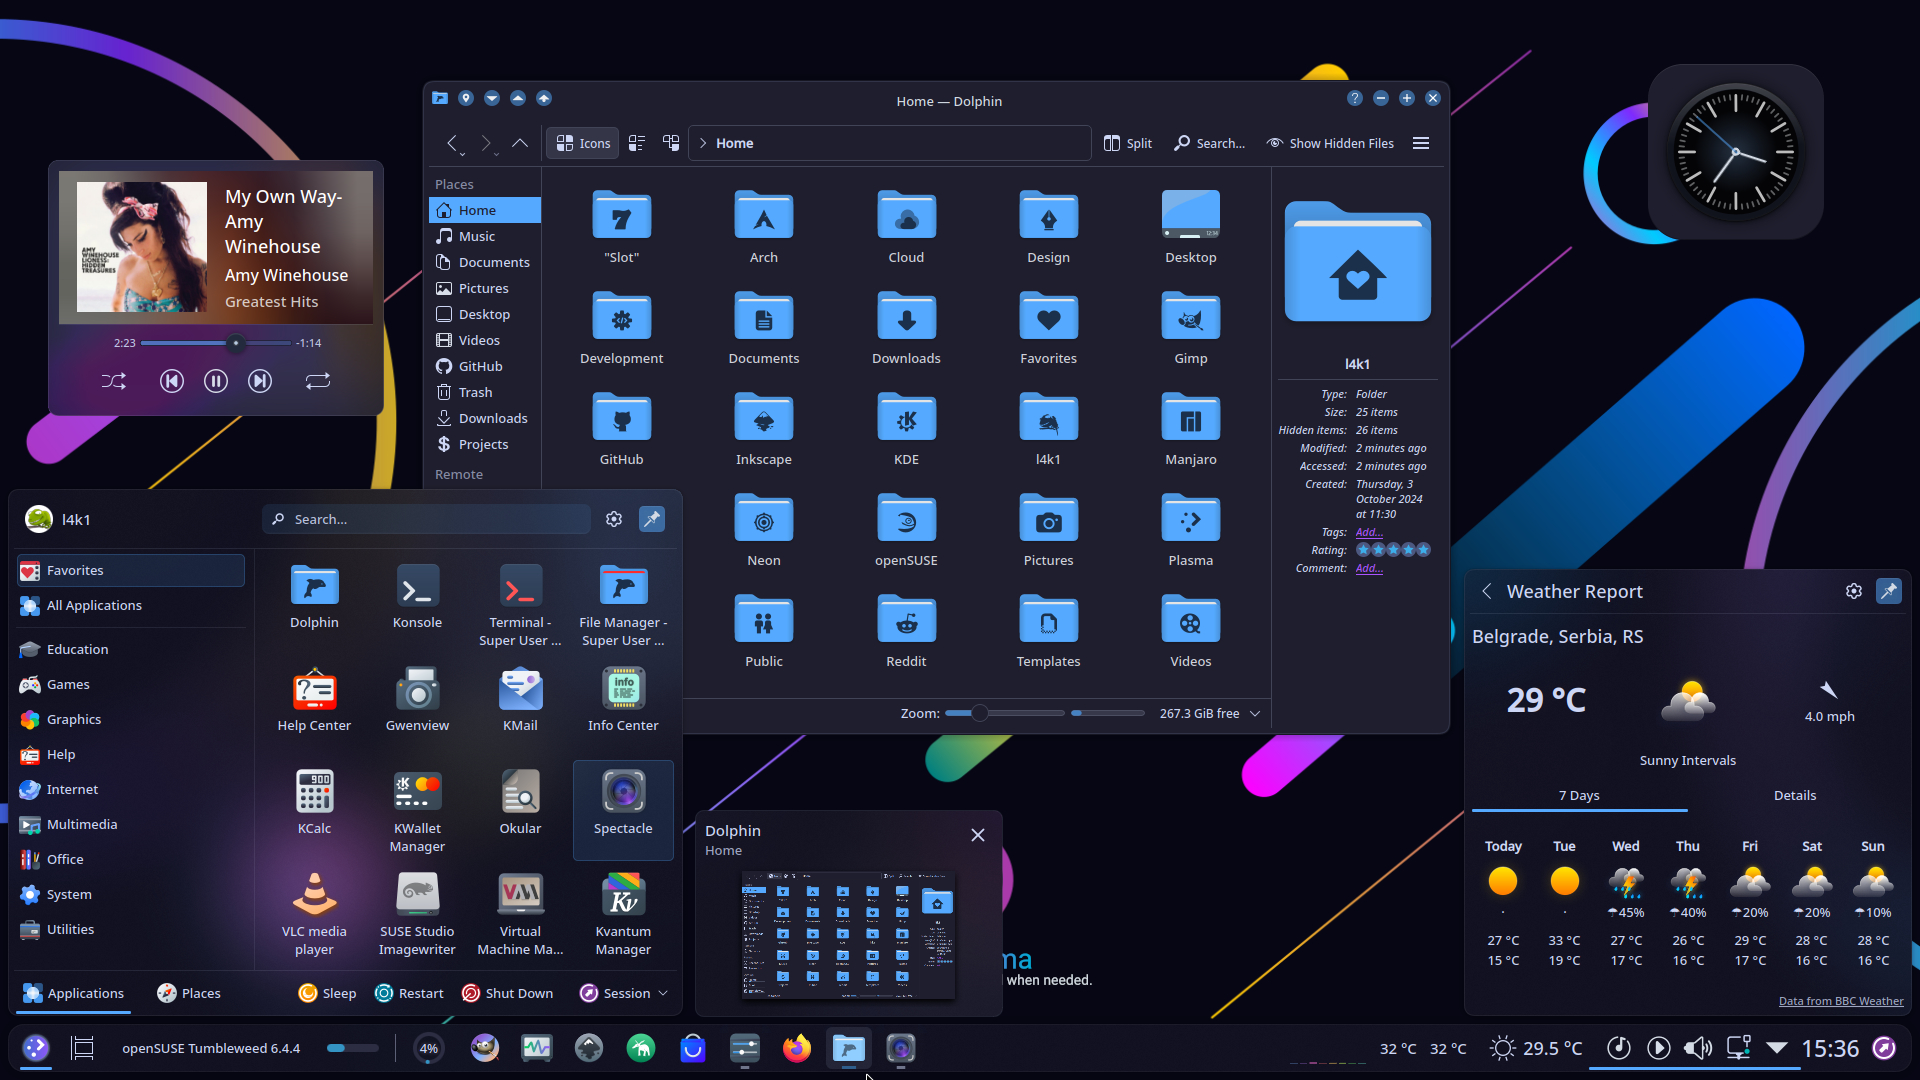 Home — Dolphin
Icons
Home
Split
Search...
Show Hidden Files
Places
Home
Music
Documents
Pictures
Desktop
Videos
GitHub
Trash
Downloads
Projects
Remote
"Slot"
Arch
Cloud
Design
Desktop
Development
Documents
Downloads
Favorites
Gimp
GitHub
Inkscape
KDE
l4k1
Manjaro
Neon
openSUSE
Pictures
Plasma
Public
Reddit
Templates
Videos
l4k1
Type: Folder
Size: 25 items
Hidden items: 26 items
Modified: 2 minutes ago
Accessed: 2 minutes ago
Created: Thursday, 3
October 2024
at 11:30
Tags: Add...
Rating:
Comment: Add...
Zoom:
267.3 GiB free
AMY
WINEHOUSE
LIONESS:
HIDDEN
TREASURES
My Own Way-
Amy
Winehouse
Amy Winehouse
Greatest Hits
2:23
-1:14
l4k1
Search...
Favorites
All Applications
Education
Games
Graphics
Help
Internet
Multimedia
Office
System
Utilities
Dolphin
Konsole
Terminal -
Super User ...
File Manager -
Super User ...
Help Center
Gwenview
KMail
info
Info Center
900
KCalc
KWallet
Manager
Okular
Spectacle
VLC media
player
SUSE Studio
Imagewriter
VM
Virtual
Machine Ma...
Kv
Kvantum
Manager
Applications
Places
Sleep
Restart
Shut Down
Session
Dolphin
Home
ma
when needed.
Weather Report
Belgrade, Serbia, RS
29 °C
4.0 mph
Sunny Intervals
7 Days
Details
Today Tue Wed Thu Fri Sat Sun
45% 40% 20% 20% 10%
27 °C 33 °C 27 °C 26 °C 29 °C 28 °C 28 °C
15 °C 19 °C 17 °C 16 °C 17 °C 16 °C 16 °C
Data from BBC Weather
openSUSE Tumbleweed 6.4.4
4%
32 °C 32 °C
29.5 °C
15:36